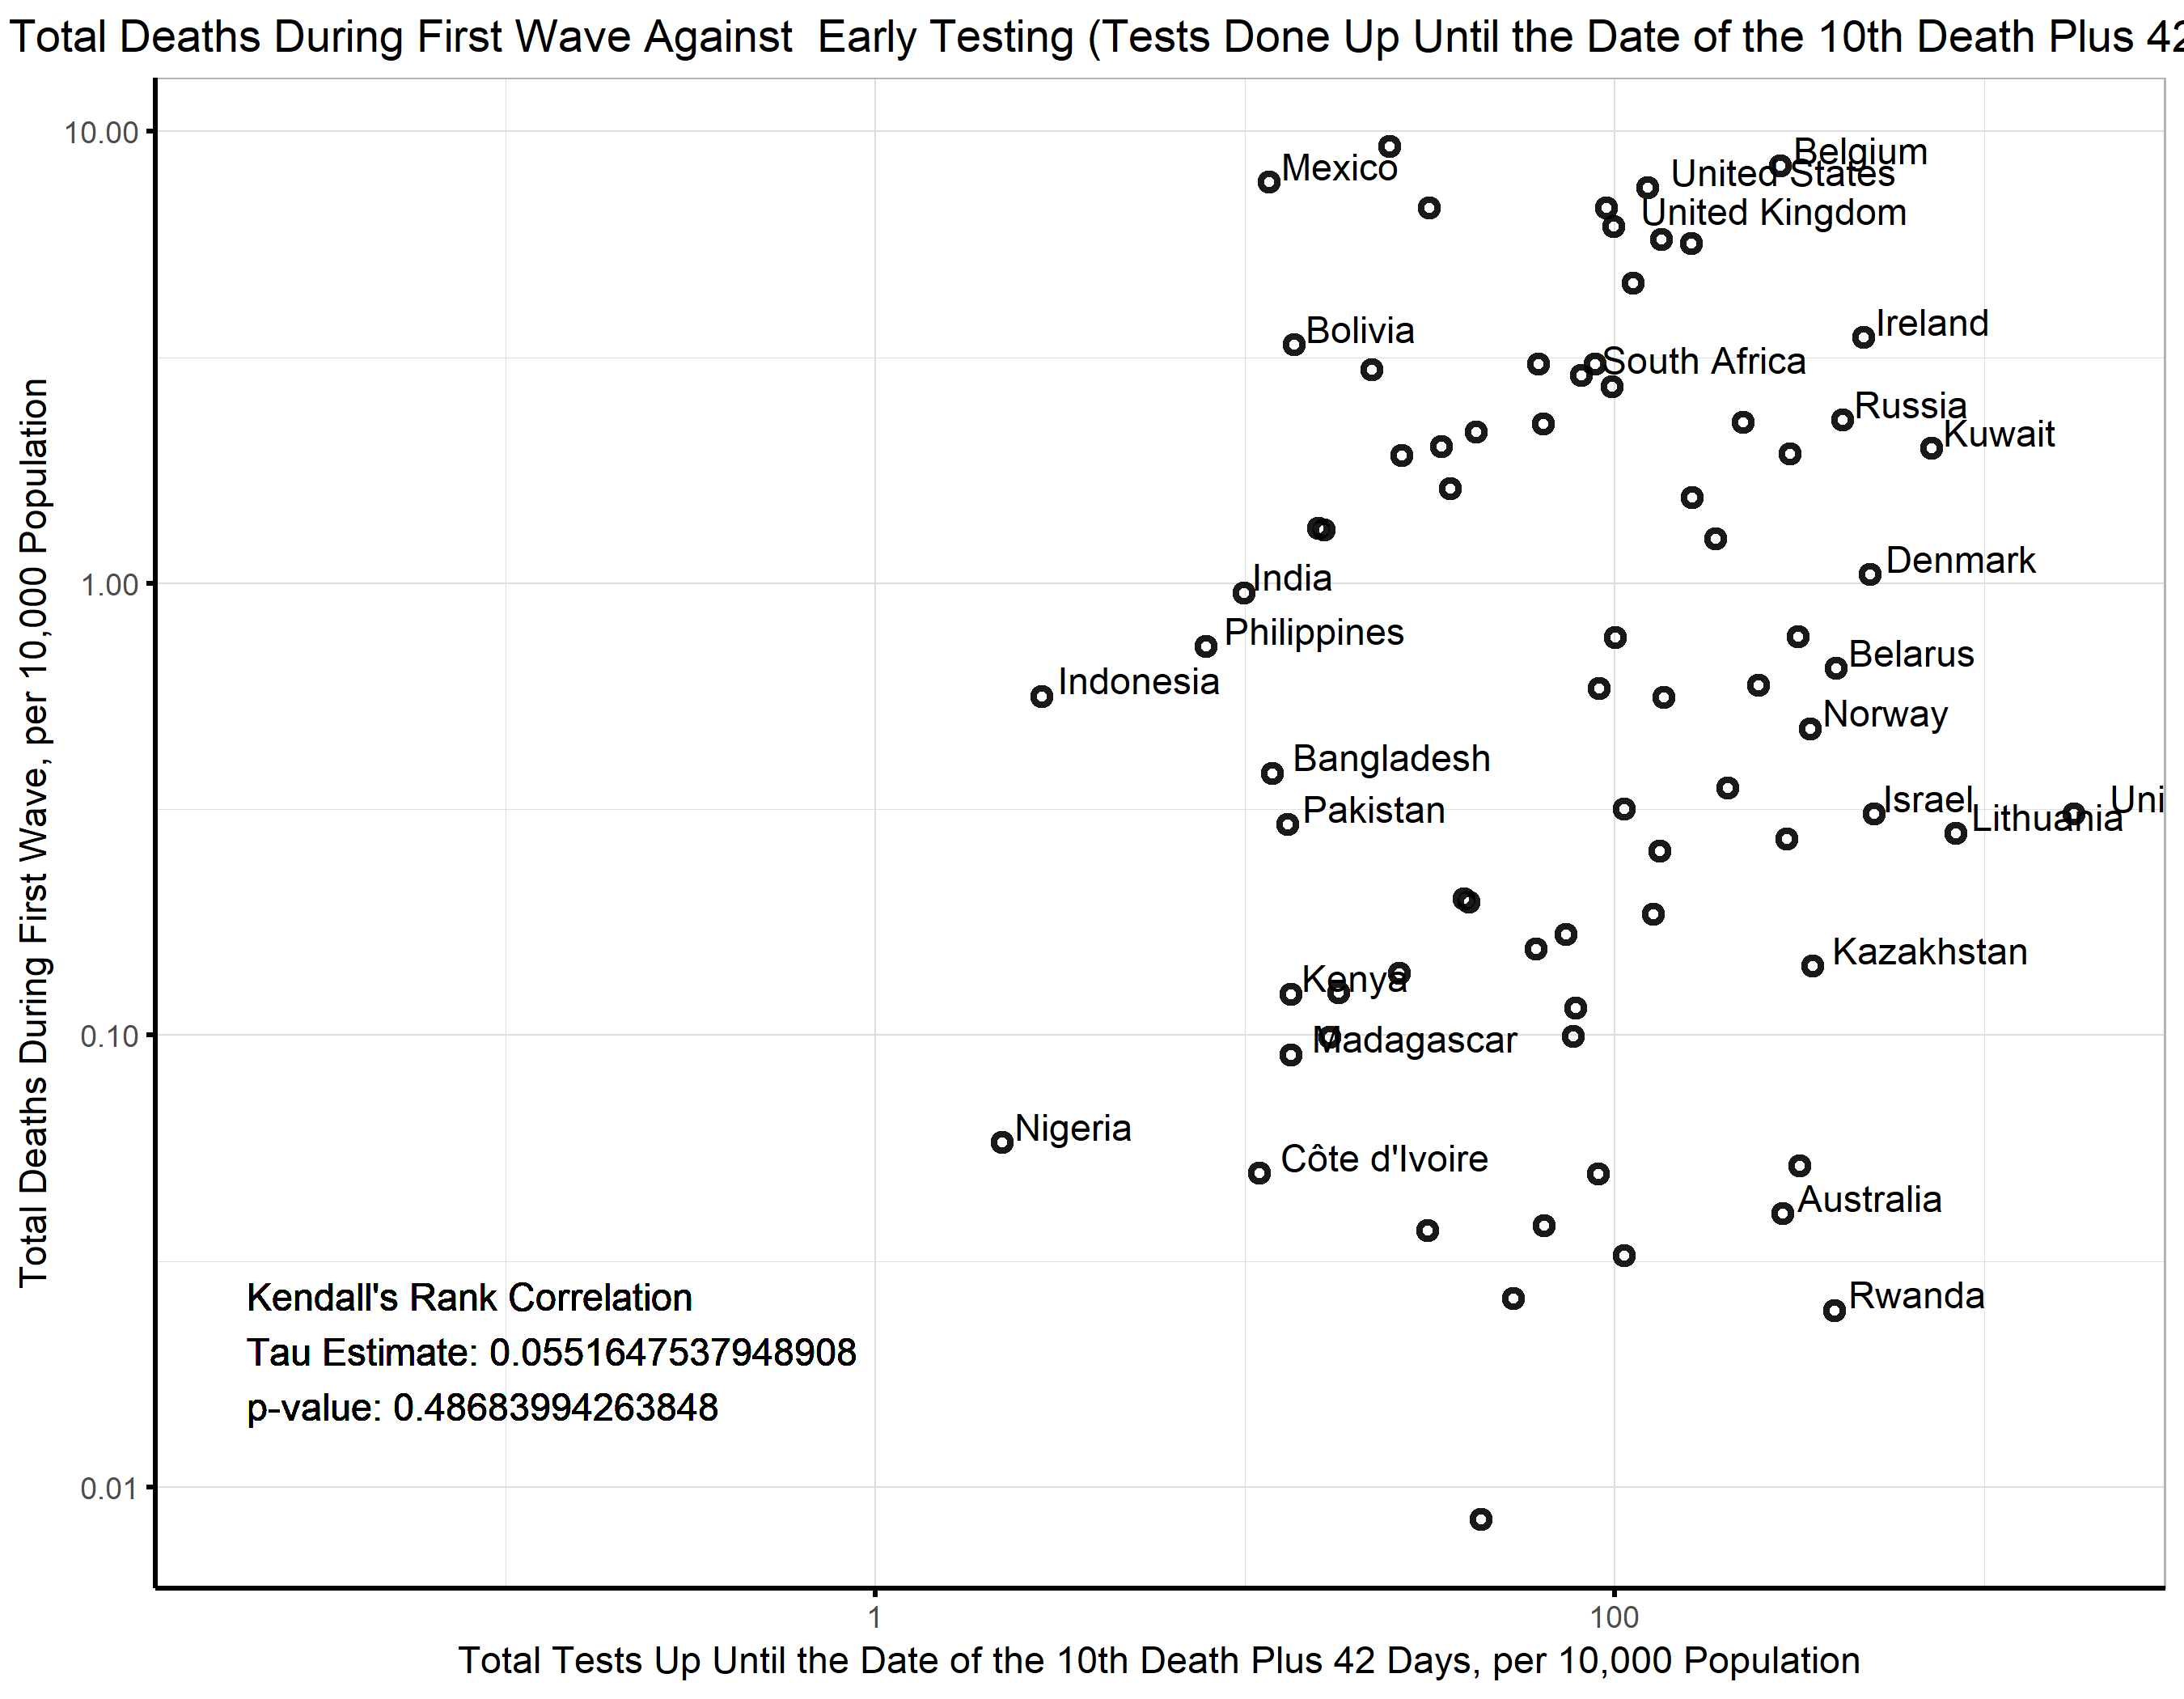 Total Deaths During First Wave Against  Early Testing (Tests Done Up Until the Date of the 10th Death Plus 42
10.00
Belgium
Mexico
United States
United Kingdom
Ireland
Bolivia
South Africa
Russia
Kuwait
Denmark
1.00
India
Philippines
Belarus
Indonesia
Norway
Bangladesh
Israel
Uni
Pakistan
Lithuania
Kazakhstan
Kenya
0.10
Madagascar
Nigeria
Côte d'Ivoire
Australia
Rwanda
Kendall's Rank Correlation
Tau Estimate: 0.0551647537948908
p-value: 0.48683994263848
0.01
1
100
Total Tests Up Until the Date of the 10th Death Plus 42 Days, per 10,000 Population
Total Deaths During First Wave, per 10,000 Population